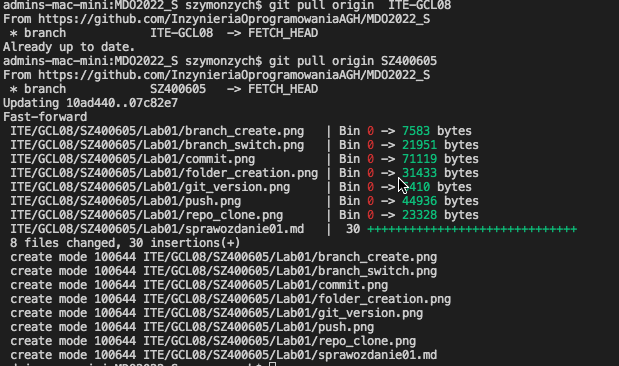 admins-mac-mini:MDO2022_S szymonzych$ git pull origin  ITE-GCL08
From https://github.com/InzynieriaOprogramowaniaAGH/MDO2022_S
 * branch            ITE-GCL08  -> FETCH_HEAD
Already up to date.
admins-mac-mini:MDO2022_S szymonzych$ git pull origin SZ400605
From https://github.com/InzynieriaOprogramowaniaAGH/MDO2022_S
 * branch            SZ400605   -> FETCH_HEAD
Updating 10ad440..07c82e7
Fast-forward
 ITE/GCL08/SZ400605/Lab01/branch_create.png   | Bin 0 -> 7583 bytes
 ITE/GCL08/SZ400605/Lab01/branch_switch.png   | Bin 0 -> 21951 bytes
 ITE/GCL08/SZ400605/Lab01/commit.png          | Bin 0 -> 71119 bytes
 ITE/GCL08/SZ400605/Lab01/folder_creation.png | Bin 0 -> 31433 bytes
 ITE/GCL08/SZ400605/Lab01/git_version.png     | Bin 0 -> bytes
 ITE/GCL08/SZ400605/Lab01/push.png            | Bin 0 -> 44936 bytes
 ITE/GCL08/SZ400605/Lab01/repo_clone.png      | Bin 0 -> 23328 bytes
 ITE/GCL08/SZ400605/Lab01/sprawozdanie01.md   |  30 ++++++++++++++++++++++++++++++
 8 files changed, 30 insertions(+)
 create mode 100644 ITE/GCL08/SZ400605/Lab01/branch_create.png
 create mode 100644 ITE/GCL08/SZ400605/Lab01/branch_switch.png
 create mode 100644 ITE/GCL08/SZ400605/Lab01/commit.png
 create mode 100644 ITE/GCL08/SZ400605/Lab01/folder_creation.png
 create mode 100644 ITE/GCL08/SZ400605/Lab01/git_version.png
 create mode 100644 ITE/GCL08/SZ400605/Lab01/push.png
 create mode 100644 ITE/GCL08/SZ400605/Lab01/repo_clone.png
 create mode 100644 ITE/GCL08/SZ400605/Lab01/sprawozdanie01.md
admins-mac-mini:MDO2022_S szymonzych$